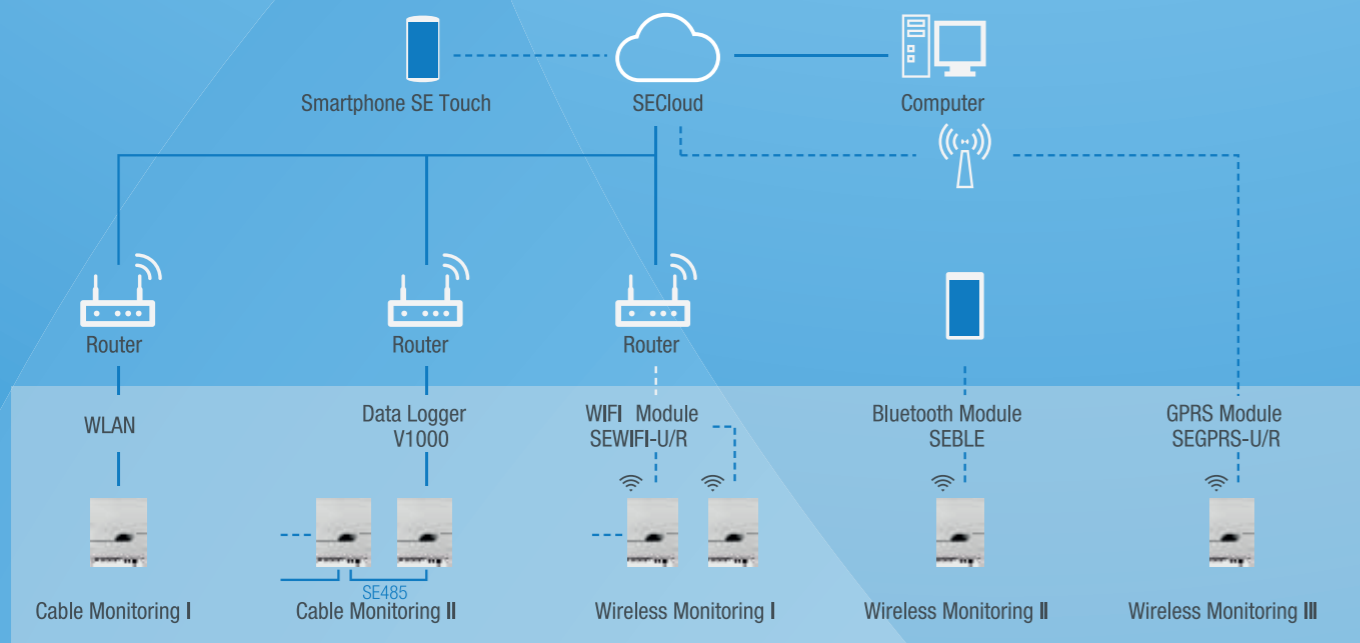 Smartphone SE Touch
SECloud
Computer
Router
Router
Router
WLAN
Data Logger
V1000
WIFI Module
SEWIFI-U/R
Bluetooth Module
SEBLE
GPRS Module
SEGPRS-U/R
SE485
Cable Monitoring I
Cable Monitoring II
Wireless Monitoring I
Wireless Monitoring II
Wireless Monitoring III